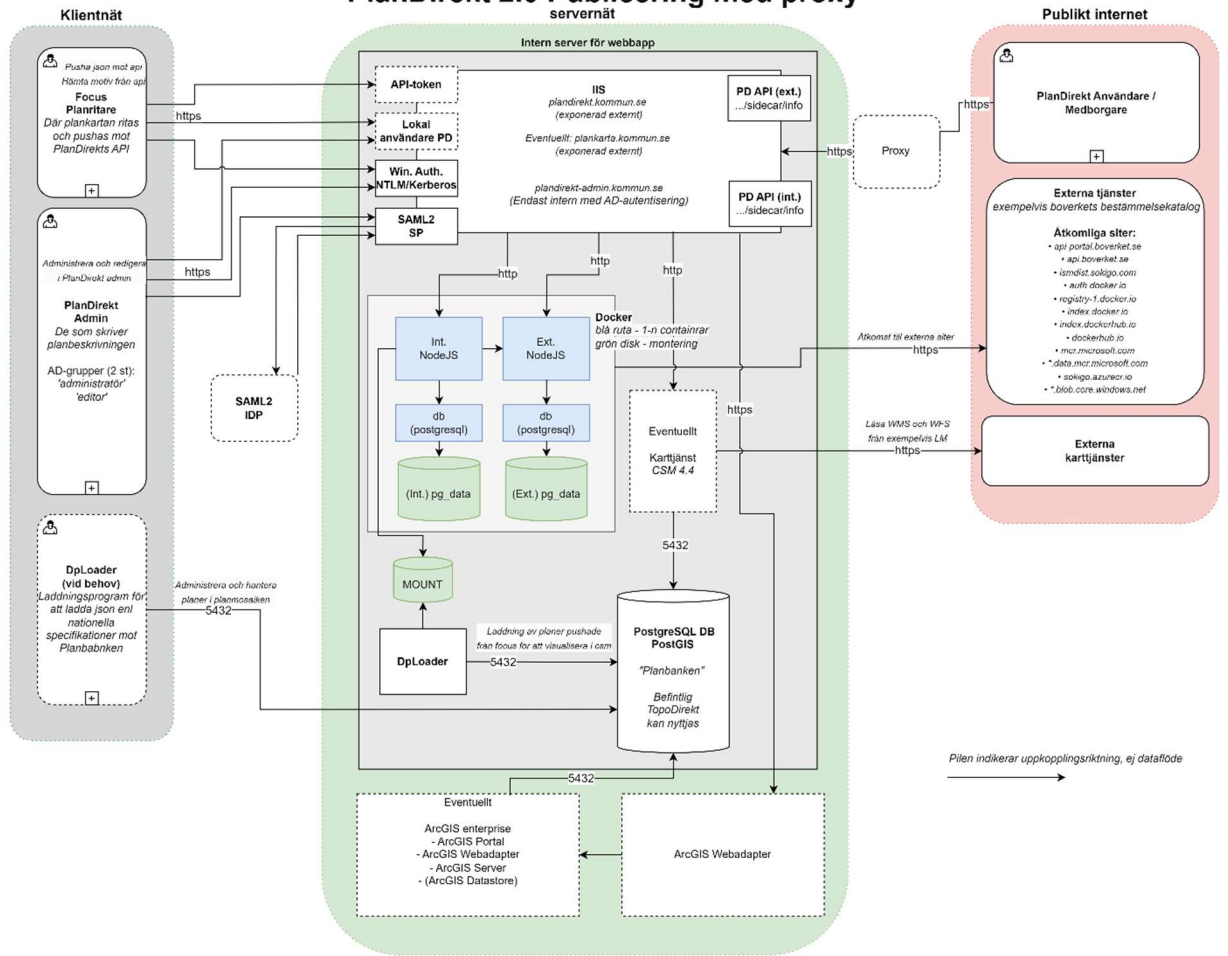 PlanDirekt 2.0 Publicering med proxy
Klientnät
servernät
Publikt internet
Pusha json mot api
Hämta motiv från api
Focus
Planritare
Där plankartan ritas
och pushas mot
PlanDirekts API
+
https
Administrera och redigera
i PlanDirekt admin
https
PlanDirekt
Admin
De som skriver
planbeskrivningen
AD-grupper (2 st):
'administratör'
'editor'
+
SAML2
IDP
DpLoader
(vid behov)
Laddningsprogram för
att ladda json enl
nationella
specifikationer mot
Planbabnken
+
Administrera och hantera
planer i planmosaiken
5432
Intern server för webbapp
API-token
Lokal
användare PD
Win. Auth.
NTLM/Kerberos
SAML2
SP
IIS
plandirekt.kommun.se
(exponerad externt)
Eventuellt: plankarta.kommun.se
(exponerad externt)
plandirekt-admin.kommun.se
(Endast intern med AD-autentisering)
PD API (ext.)
.../sidecar/info
PD API (int.)
.../sidecar/info
http
http
http
https
Docker
blå ruta - 1-n containrar
grön disk - montering
Int.
NodeJS
Ext.
NodeJS
db
(postgresql)
db
(postgresql)
(Int.) pg_data
(Ext.) pg_data
MOUNT
DpLoader
Laddning av planer pushade
från focus for att visualisera i csm
5432
Eventuellt
Karttjänst
CSM 4.4
5432
PostgreSQL DB
PostGIS
"Planbanken"
Befintlig
TopoDirekt
kan nyttjas
5432
Eventuellt
ArcGIS enterprise
- ArcGIS Portal
- ArcGIS Webadapter
- ArcGIS Server
- (ArcGIS Datastore)
ArcGIS Webadapter
https
Proxy
https
PlanDirekt Användare /
Medborgare
+
Externa tjänster
exempelvis boverkets bestämmelsekatalog
Åtkomliga siter:
• api-portal.boverket.se
• api.boverket.se
• ismdist.sokigo.com
• auth.docker.io
• registry-1.docker.io
• index.docker.io
• index.dockerhub.io
• dockerhub.io
• mcr.microsoft.com
• *.data.mcr.microsoft.com
• sokigo.azurecr.io
• *.blob.core.windows.net
Åtkomst till externa siter
https
Läsa WMS och WFS
från exempelvis LM
https
Externa
karttjänster
Pilen indikerar uppkopplingsriktning, ej dataflöde